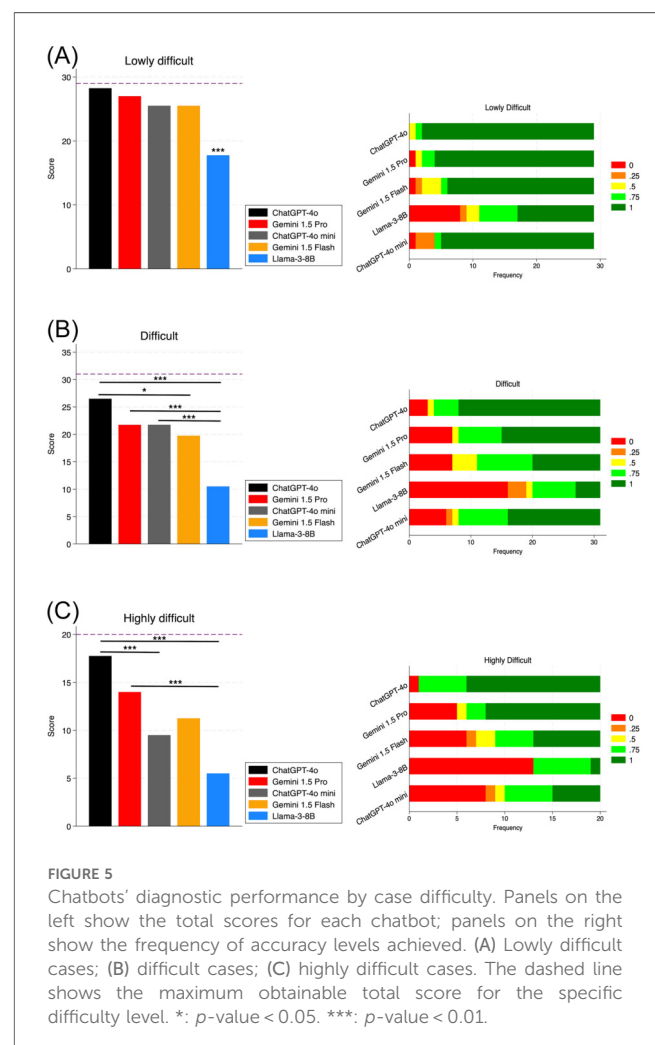 (A)
Lowly difficult
30
20
10
0
Score
***
ChatGPT-4o
Gemini 1.5 Pro
ChatGPT-4o mini
Gemini 1.5 Flash
Llama-3-8B
Lowly Difficult
ChatGPT-4o
Gemini 1.5 Pro
Gemini 1.5 Flash
Llama-3-8B
ChatGPT-4o mini
0 10 20 30
Frequency
0
.25
.5
.75
1
(B)
Difficult
35
30
25
20
15
10
5
0
Score
***
*
***
***
ChatGPT-4o
Gemini 1.5 Pro
ChatGPT-4o mini
Gemini 1.5 Flash
Llama-3-8B
Difficult
ChatGPT-4o
Gemini 1.5 Pro
Gemini 1.5 Flash
Llama-3-8B
ChatGPT-4o mini
0 10 20 30
Frequency
0
.25
.5
.75
1
(C)
Highly difficult
20
15
10
5
0
Score
***
***
***
ChatGPT-4o
Gemini 1.5 Pro
ChatGPT-4o mini
Gemini 1.5 Flash
Llama-3-8B
Highly Difficult
ChatGPT-4o
Gemini 1.5 Pro
Gemini 1.5 Flash
Llama-3-8B
ChatGPT-4o mini
0 5 10 15 20
Frequency
0
.25
.5
.75
1
FIGURE 5
Chatbots' diagnostic performance by case difficulty. Panels on the
left show the total scores for each chatbot; panels on the right
show the frequency of accuracy levels achieved. (A) Lowly difficult
cases; (B) difficult cases; (C) highly difficult cases. The dashed line
shows the maximum obtainable total score for the specific
difficulty level. *: p-value < 0.05. ***: p-value < 0.01.